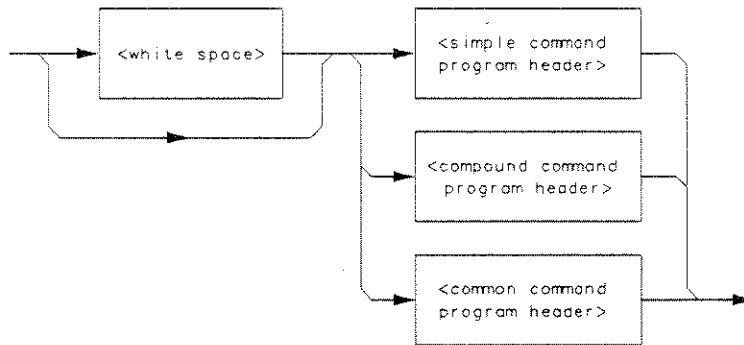 <white space>
<simple command
program header>
<compound command
program header>
<common command
program header>